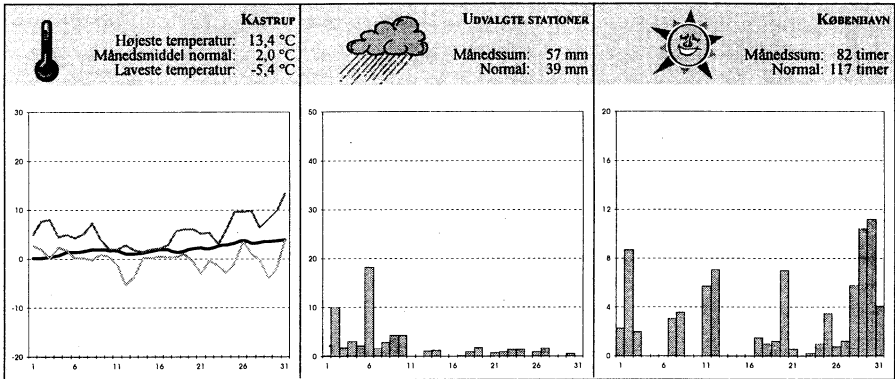 KASTRUP
Højeste temperatur: 13,4 °C
Månedsmiddel normal: 2,0 °C
Laveste temperatur: -5,4 °C
UDVALGTE STATIONER
Månedssum: 57 mm
Normal: 39 mm
KØBENHAVN
Månedssum: 82 timer
Normal: 117 timer
30
20
10
0
-10
-20
1 6 11 16 21 26 31
50
40
30
20
10
0
1 6 11 16 21 26 31
20
16
12
8
4
0
1 6 11 16 21 26 31